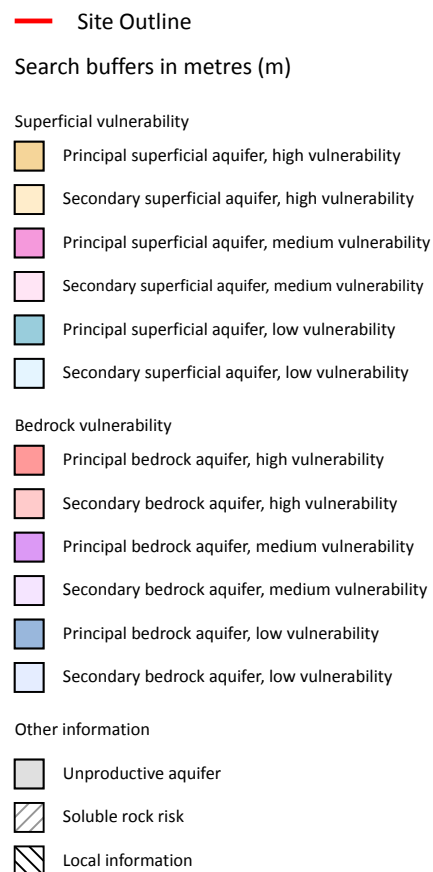 Site Outline
Search buffers in metres (m)
Superficial vulnerability
Principal superficial aquifer, high vulnerability
Secondary superficial aquifer, high vulnerability
Principal superficial aquifer, medium vulnerability
Secondary superficial aquifer, medium vulnerability
Principal superficial aquifer, low vulnerability
Secondary superficial aquifer, low vulnerability
Bedrock vulnerability
Principal bedrock aquifer, high vulnerability
Secondary bedrock aquifer, high vulnerability
Principal bedrock aquifer, medium vulnerability
Secondary bedrock aquifer, medium vulnerability
Principal bedrock aquifer, low vulnerability
Secondary bedrock aquifer, low vulnerability
Other information
Unproductive aquifer
Soluble rock risk
Local information